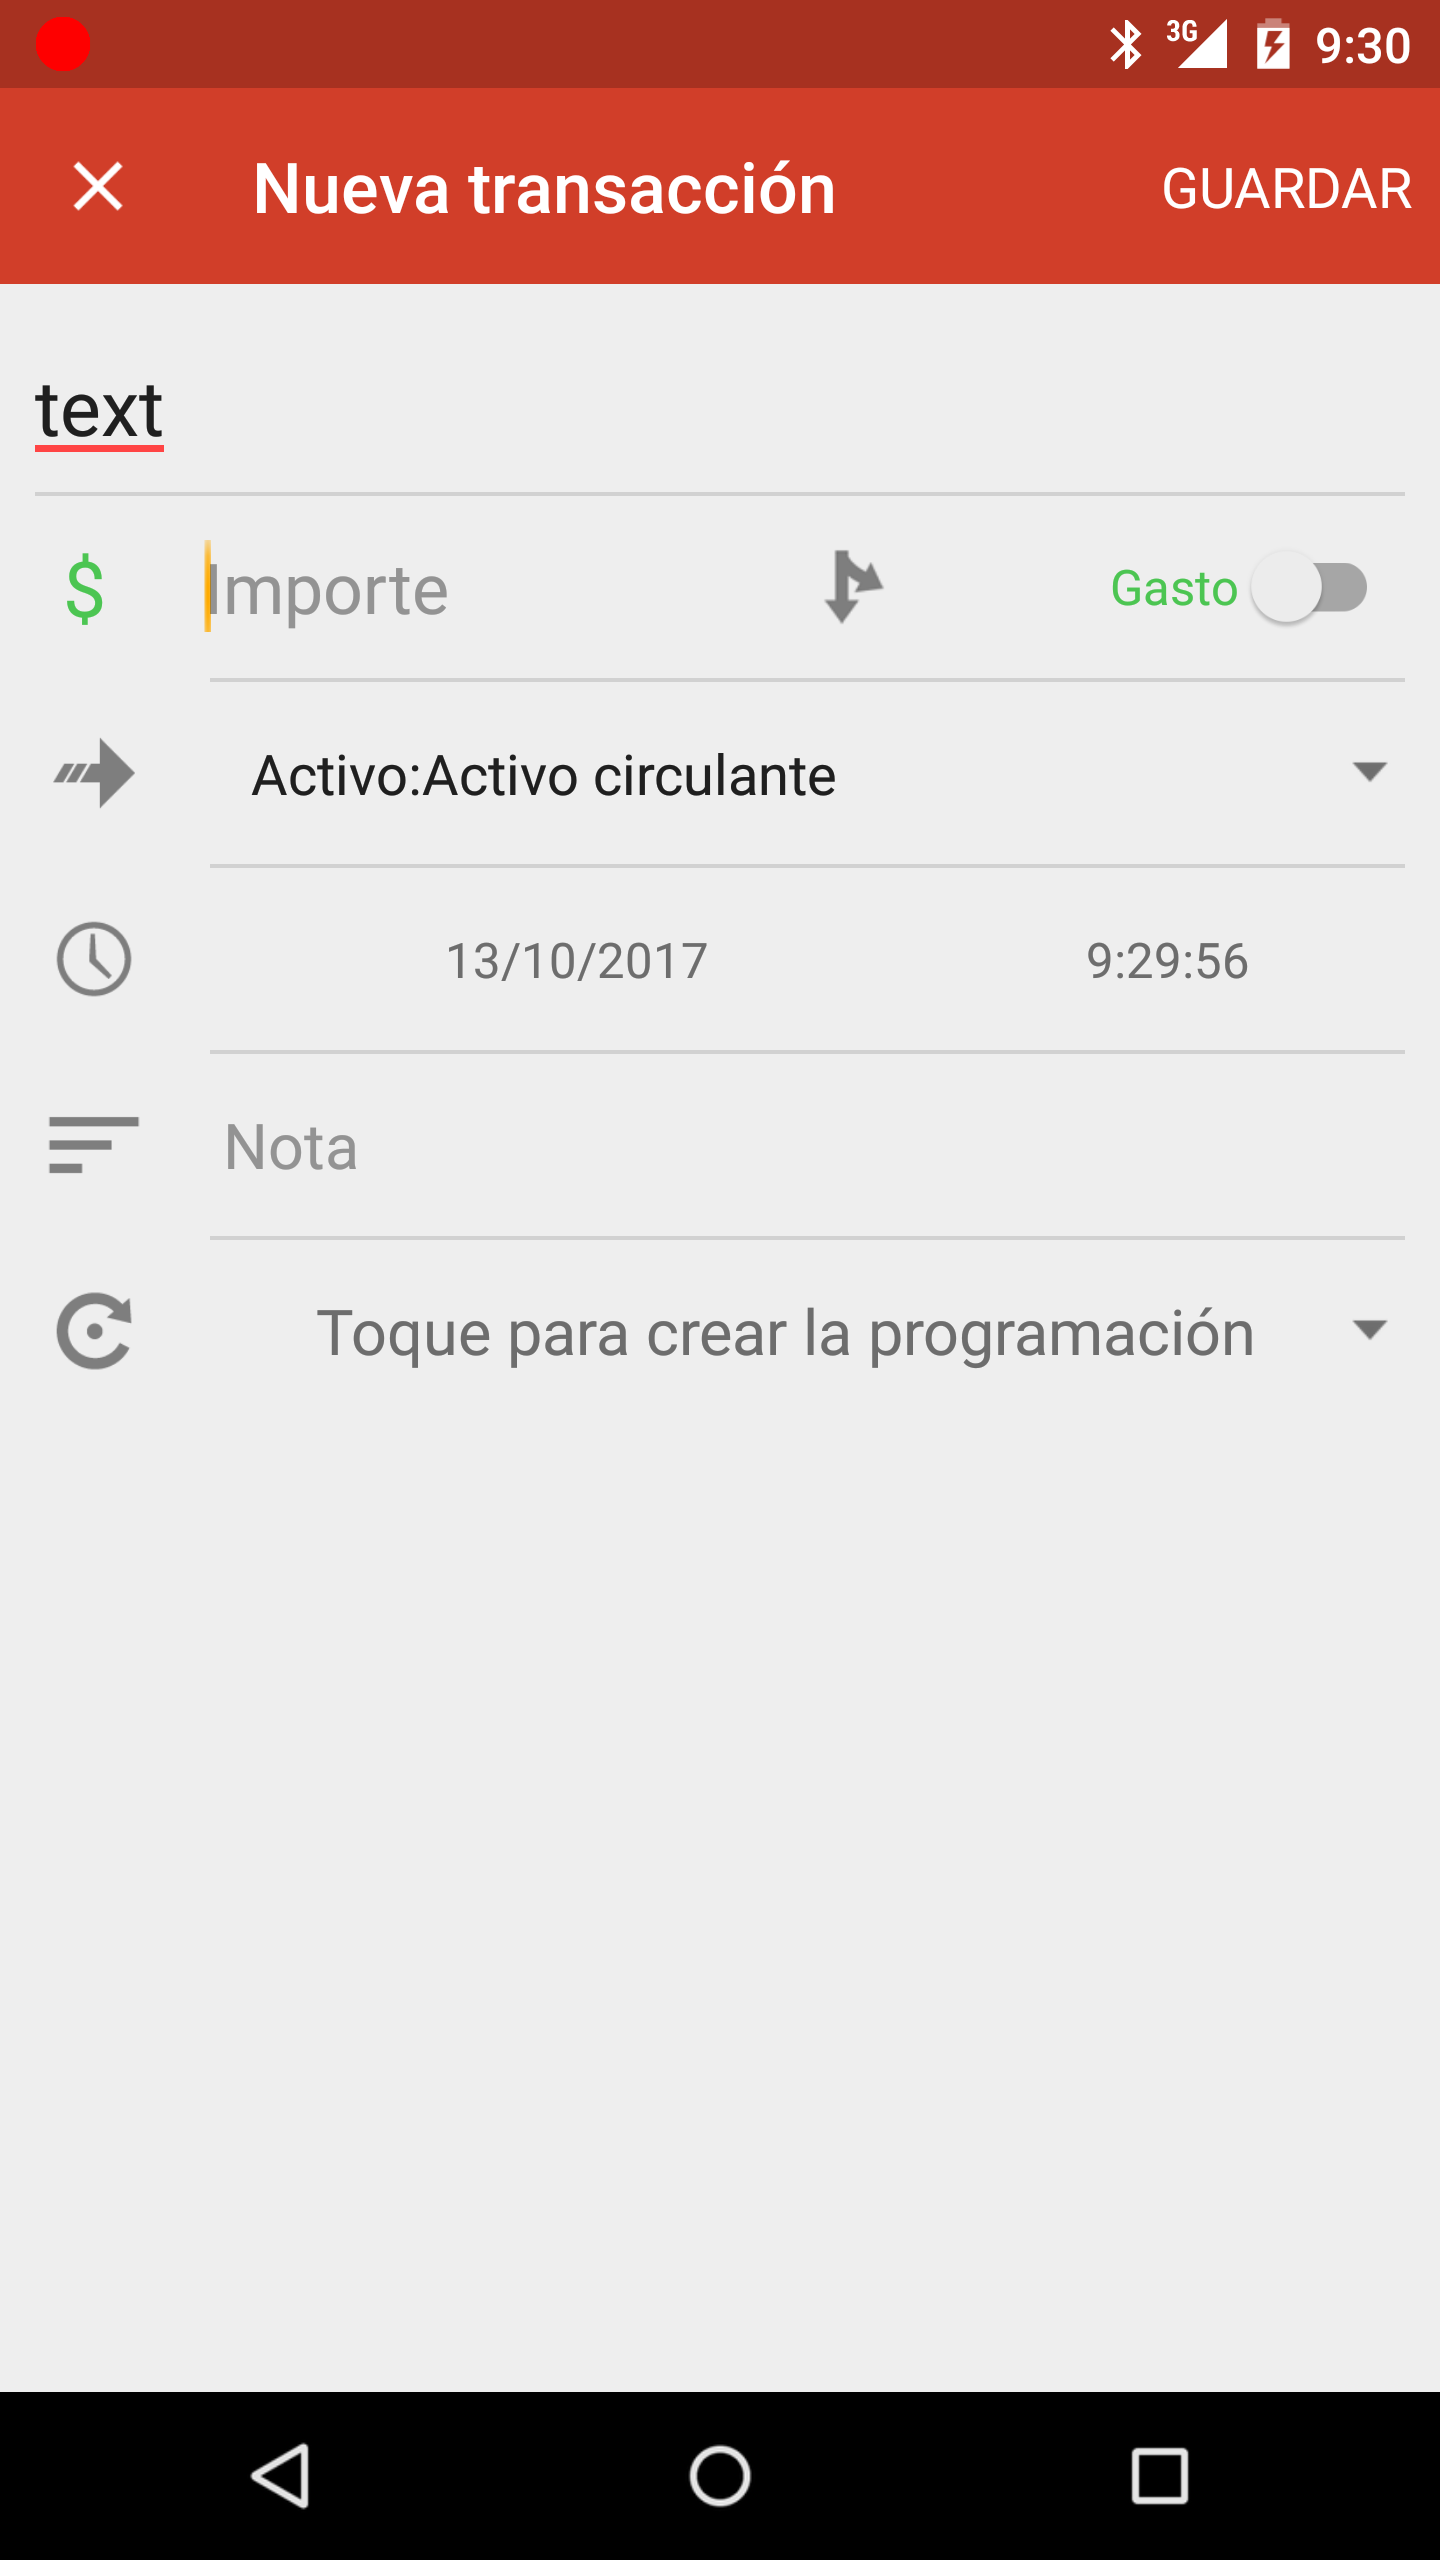 3G 9:30
Nueva transacción GUARDAR
text
$ Importe Gasto
Activo:Activo circulante
13/10/2017 9:29:56
Nota
Toque para crear la programación